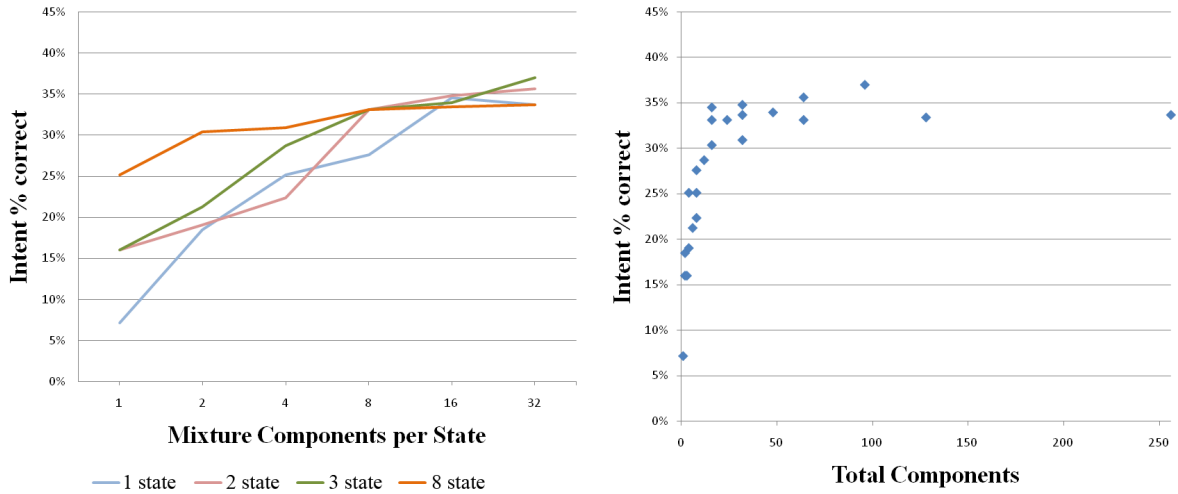 45%
40%
35%
30%
25%
20%
15%
10%
5%
0%
Intent % correct
1 2 4 8 16 32
Mixture Components per State
1 state 2 state 3 state 8 state
45%
40%
35%
30%
25%
20%
15%
10%
5%
0%
Intent % correct
0 50 100 150 200 250
Total Components